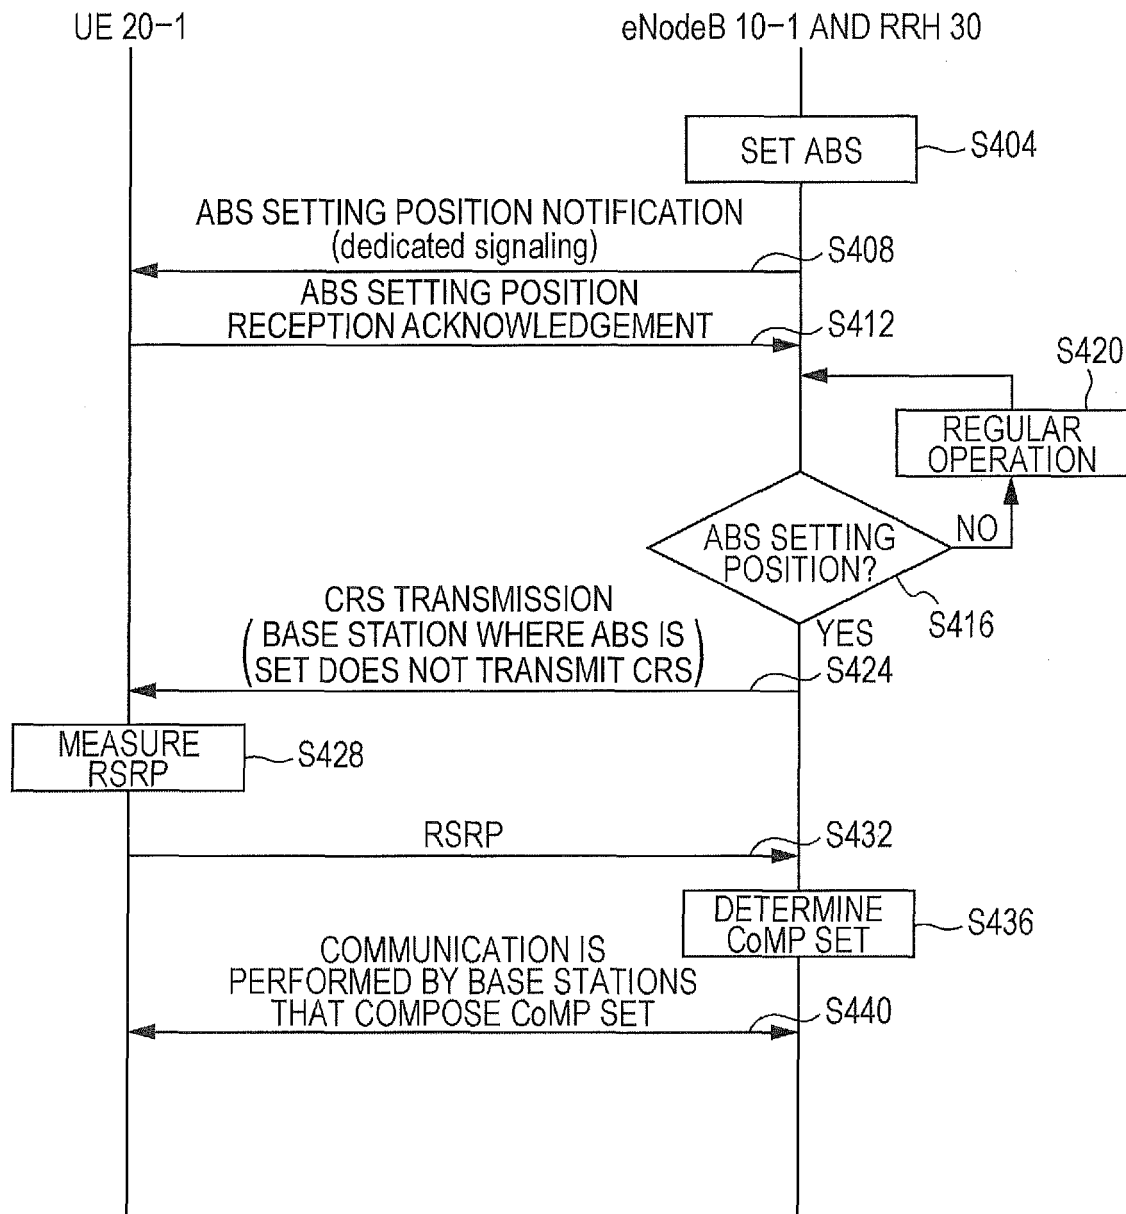 UE 20-1
eNodeB 10-1 AND RRH 30
SET ABS
S404
ABS SETTING POSITION NOTIFICATION
(dedicated signaling)
S408
ABS SETTING POSITION
RECEPTION ACKNOWLEDGEMENT
S412
S420
REGULAR
OPERATION
NO
ABS SETTING
POSITION?
S416
YES
CRS TRANSMISSION
(BASE STATION WHERE ABS IS
SET DOES NOT TRANSMIT CRS)
S424
MEASURE
RSRP
S428
RSRP
S432
DETERMINE
CoMP SET
S436
COMMUNICATION IS
PERFORMED BY BASE STATIONS
THAT COMPOSE CoMP SET
S440